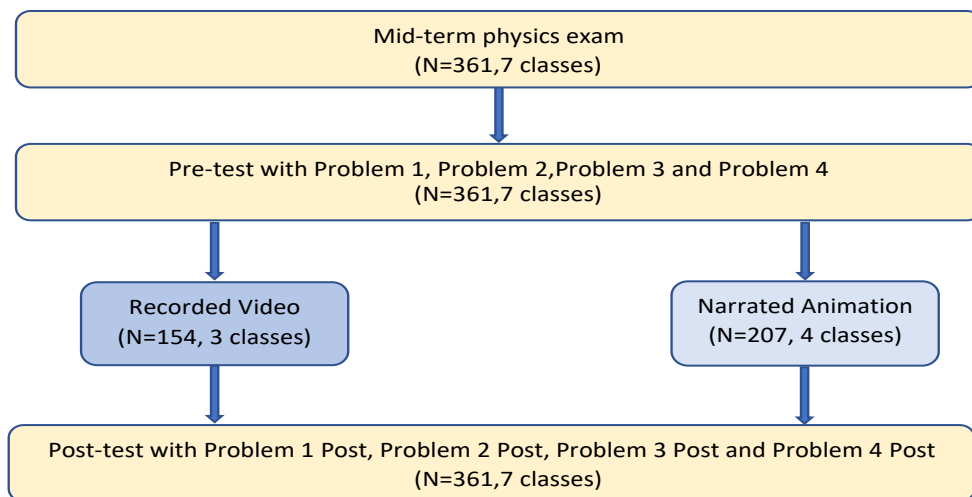 Mid-term physics exam
(N=361,7 classes)
Pre-test with Problem 1, Problem 2,Problem 3 and Problem 4
(N=361,7 classes)
Recorded Video
(N=154, 3 classes)
Narrated Animation
(N=207, 4 classes)
Post-test with Problem 1 Post, Problem 2 Post, Problem 3 Post and Problem 4 Post
(N=361,7 classes)